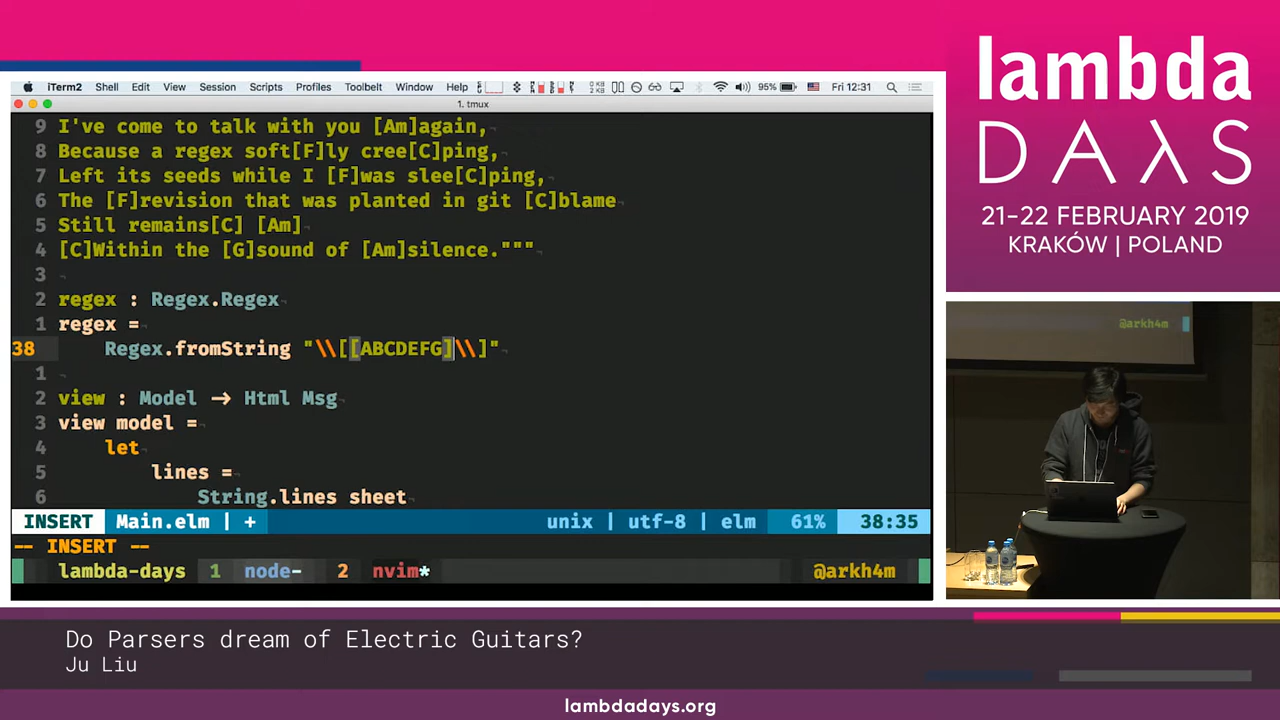 iTerm2 Shell Edit View Session Scripts Profiles Toolbelt Window Help 95% Fri 12:31
1. tmux
9 I've come to talk with you [Am]again,
8 Because a regex soft[F]ly cree[C]ping,
7 Left its seeds while I [F]was slee[C]ping,
6 The [F]revision that was planted in git [C]blame
5 Still remains[C] [Am]
4 [C]Within the [G]sound of [Am]silence."""
3
2 regex : Regex.Regex
1 regex =
38 Regex.fromString "\\[[ABCDEFG]\\]"
1
2 view : Model → Html Msg
3 view model =
4 let
5 lines =
6 String.lines sheet
INSERT Main.elm | + unix | utf-8 | elm 61% 38:35
-- INSERT --
lambda-days 1 node- 2 nvim* @arkh4m
lambda
DAλS
21-22 FEBRUARY 2019
KRAKÓW | POLAND
@arkh4m
Do Parsers dream of Electric Guitars?
Ju Liu
lambdadays.org